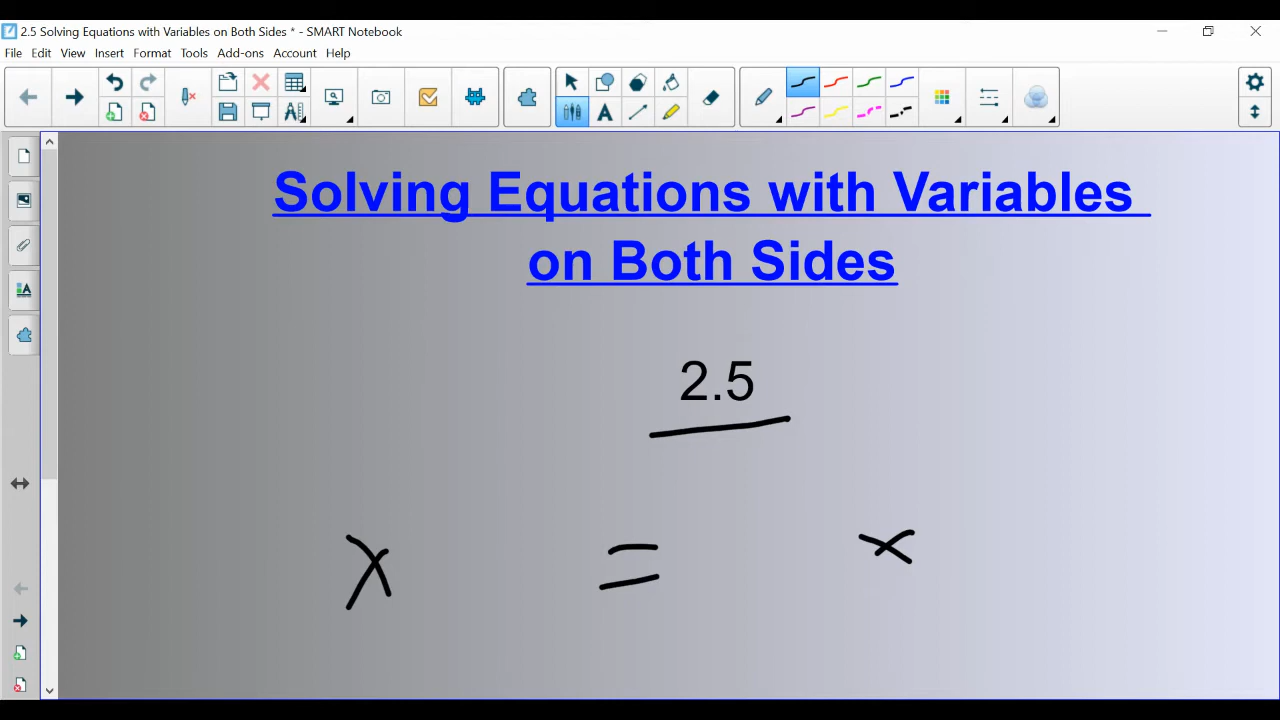 2.5 Solving Equations with Variables on Both Sides * - SMART Notebook
File Edit View Insert Format Tools Add-ons Account Help
Solving Equations with Variables
on Both Sides
2.5
x = x